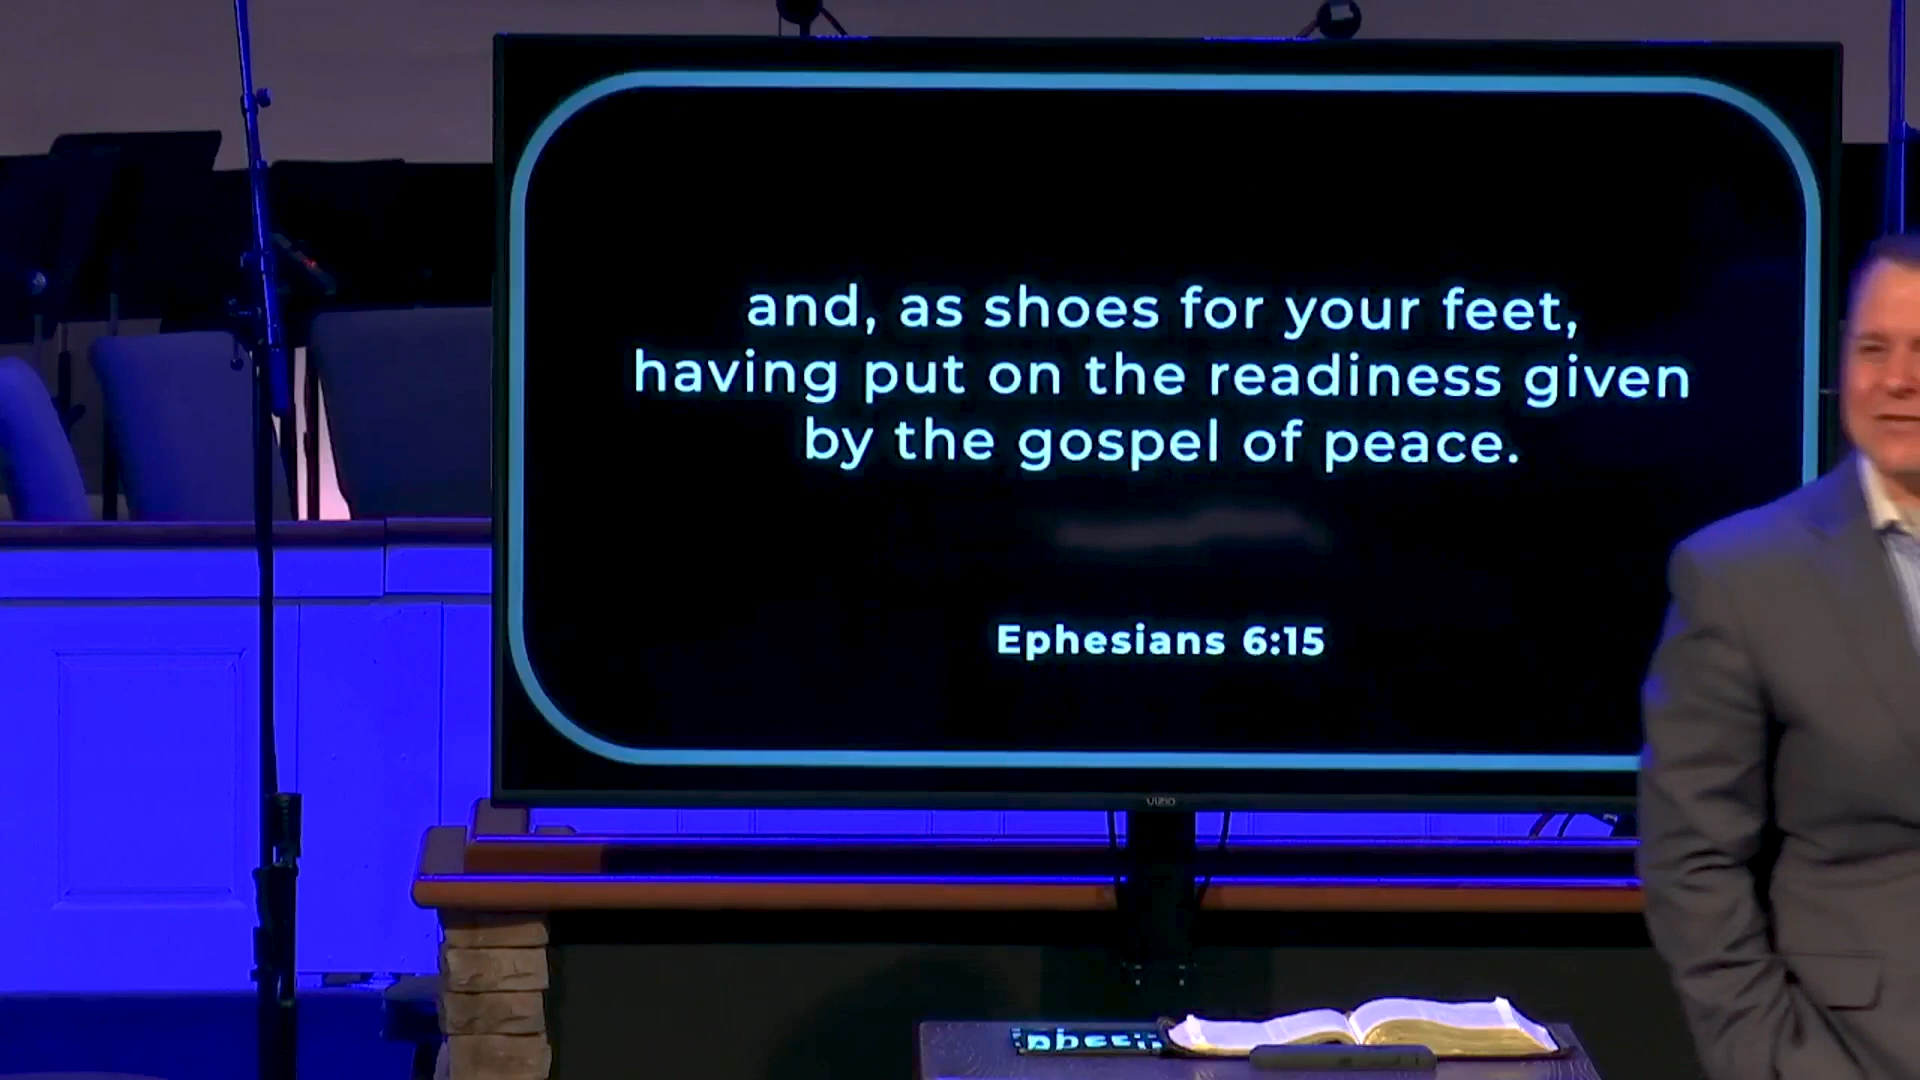 and, as shoes for your feet,
having put on the readiness given
by the gospel of peace.
Ephesians 6:15
VIZIO